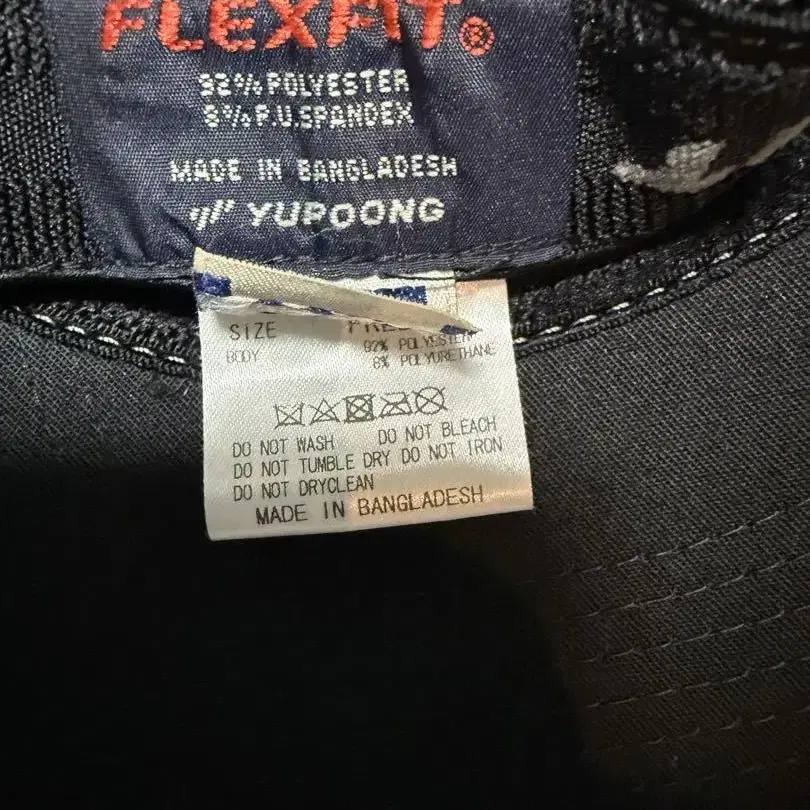 FLEXFIT®
92% POLYESTER
8% P.U.SPANDEX
MADE IN BANGLADESH
YUPOONG
SIZE
BODY 92% POLYESTER
8% POLYURETHANE
DO NOT WASH DO NOT BLEACH
DO NOT TUMBLE DRY DO NOT IRON
DO NOT DRYCLEAN
MADE IN BANGLADESH